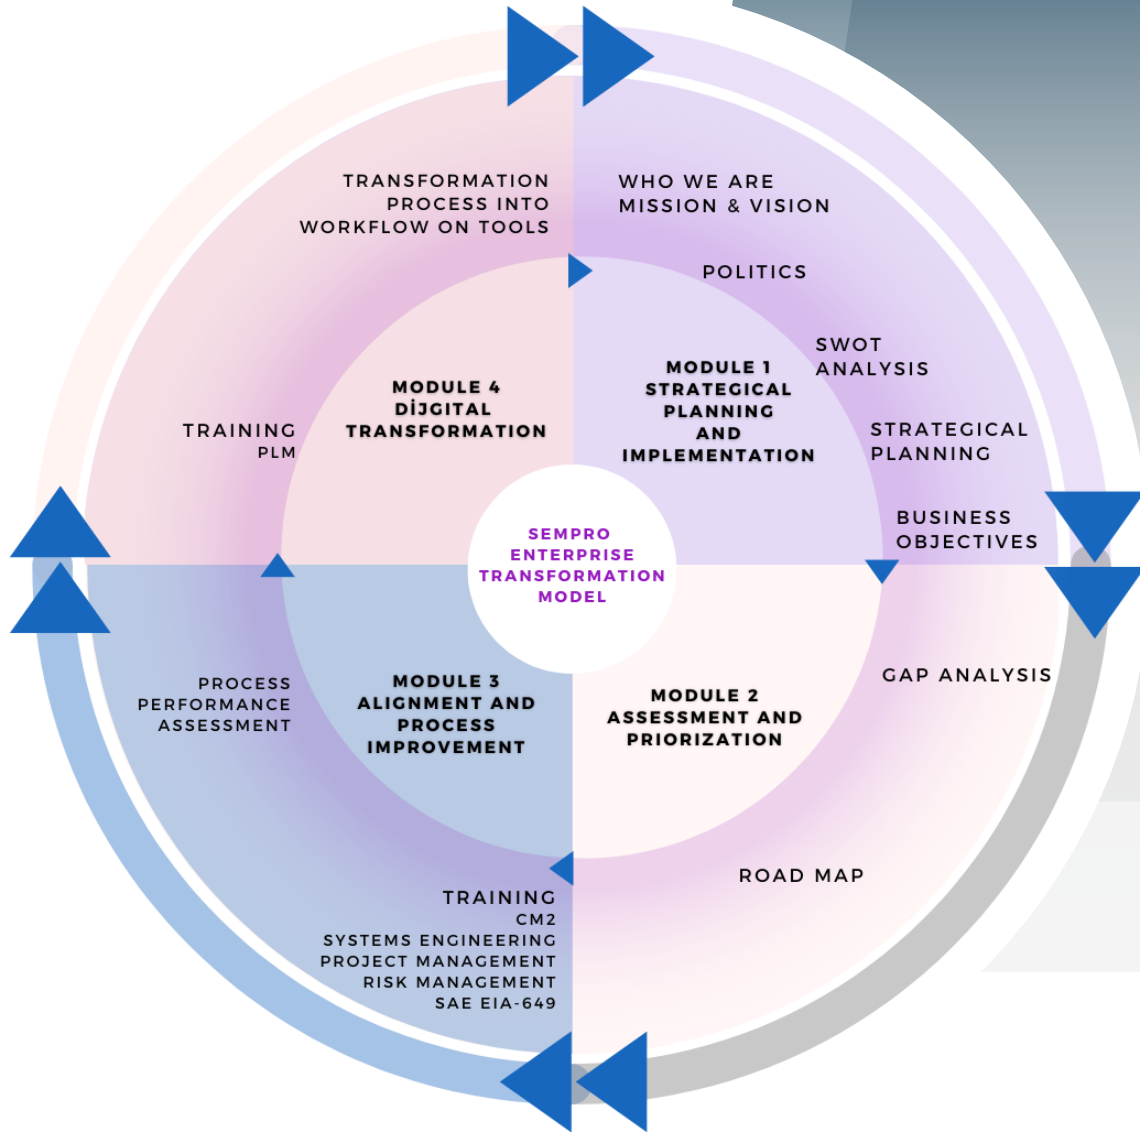 TRANSFORMATION
PROCESS INTO
WORKFLOW ON TOOLS
WHO WE ARE
MISSION & VISION
POLITICS
SWOT
ANALYSIS
STRATEGICAL
PLANNING
BUSINESS
OBJECTIVES
MODULE 1
STRATEGICAL
PLANNING
AND
IMPLEMENTATION
MODULE 4
DİJGITAL
TRANSFORMATION
TRAINING
PLM
SEMPRO
ENTERPRISE
TRANSFORMATION
MODEL
GAP ANALYSIS
MODULE 2
ASSESSMENT AND
PRIORIZATION
ROAD MAP
MODULE 3
ALIGNMENT AND
PROCESS
IMPROVEMENT
PROCESS
PERFORMANCE
ASSESSMENT
TRAINING
CM2
SYSTEMS ENGINEERING
PROJECT MANAGEMENT
RISK MANAGEMENT
SAE EIA-649